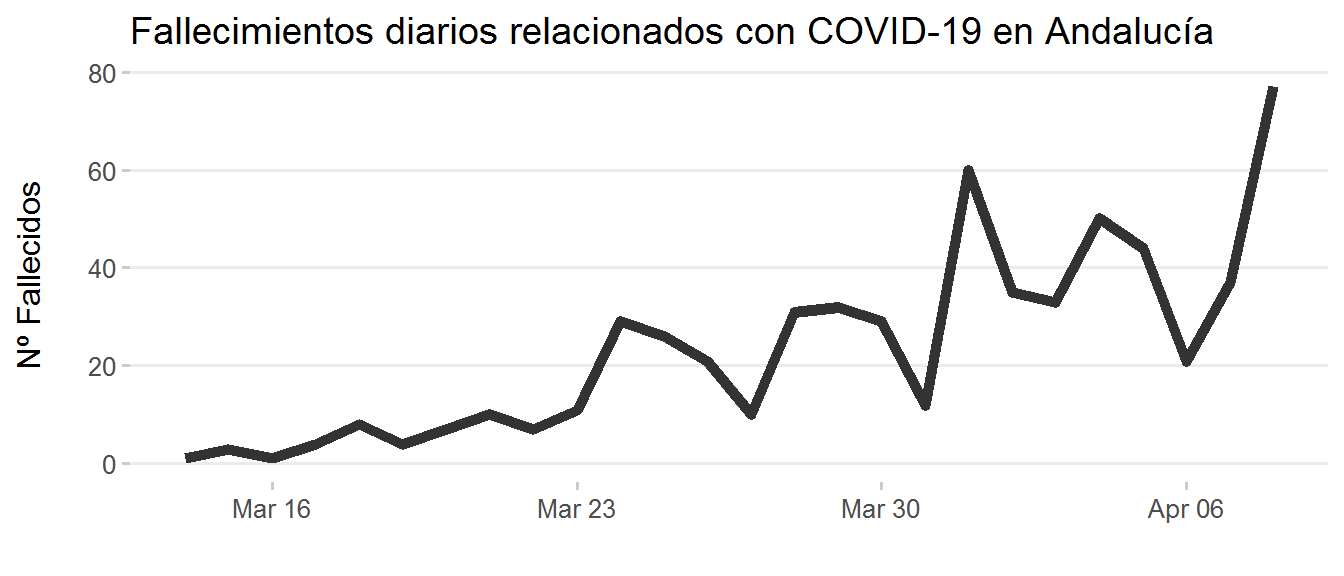 Fallecimientos diarios relacionados con COVID-19 en Andalucía
Nº Fallecidos
80
60
40
20
0
Mar 16 Mar 23 Mar 30 Apr 06